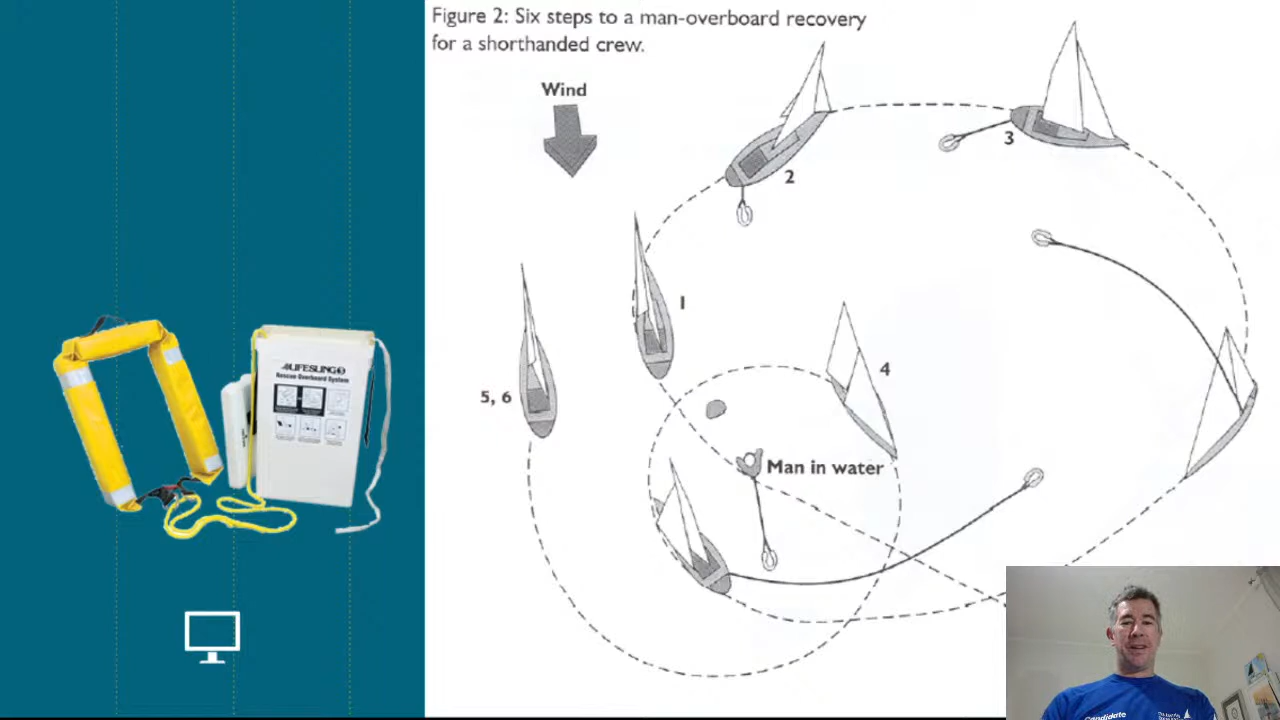 Figure 2: Six steps to a man-overboard recovery
for a shorthanded crew.
Wind
2
3
1
4
5, 6
Man in water
LIFESLING
Rescue Overboard System
Candidate